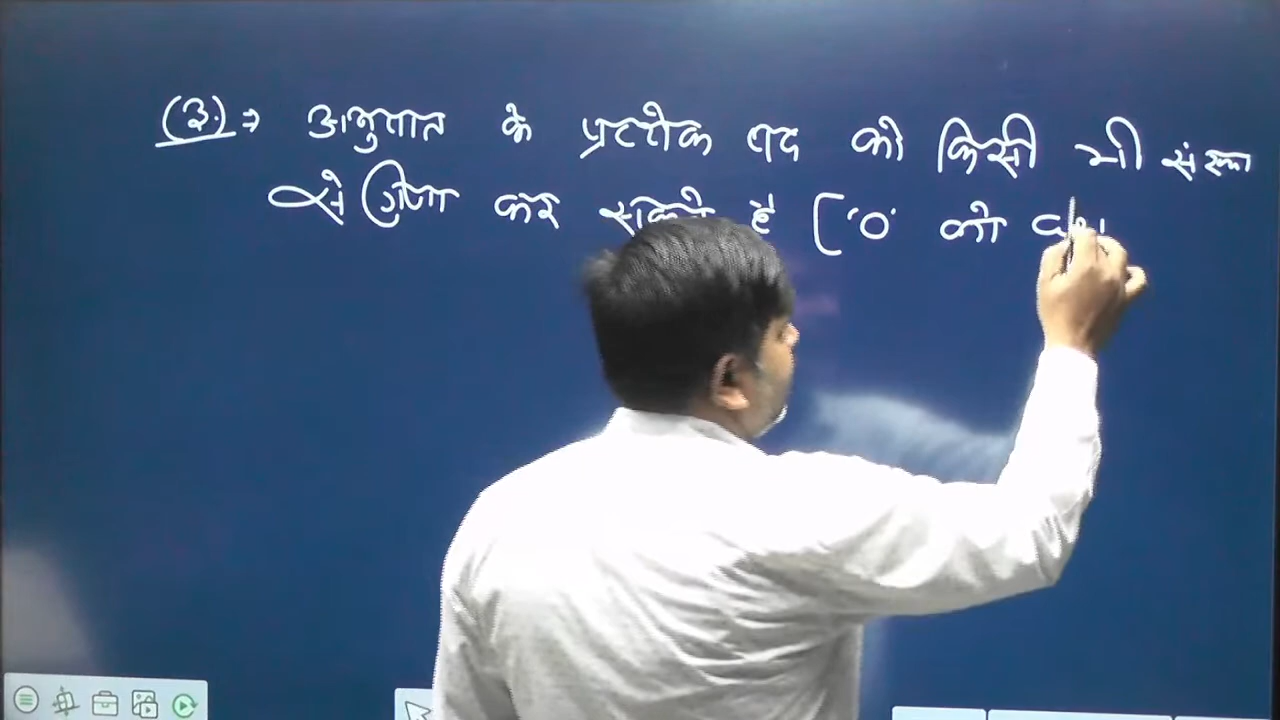 (3.) ⇒ अनुपात के प्रत्येक पद को किसी भी संख्या
से गुणा कर सकते है ['0' को